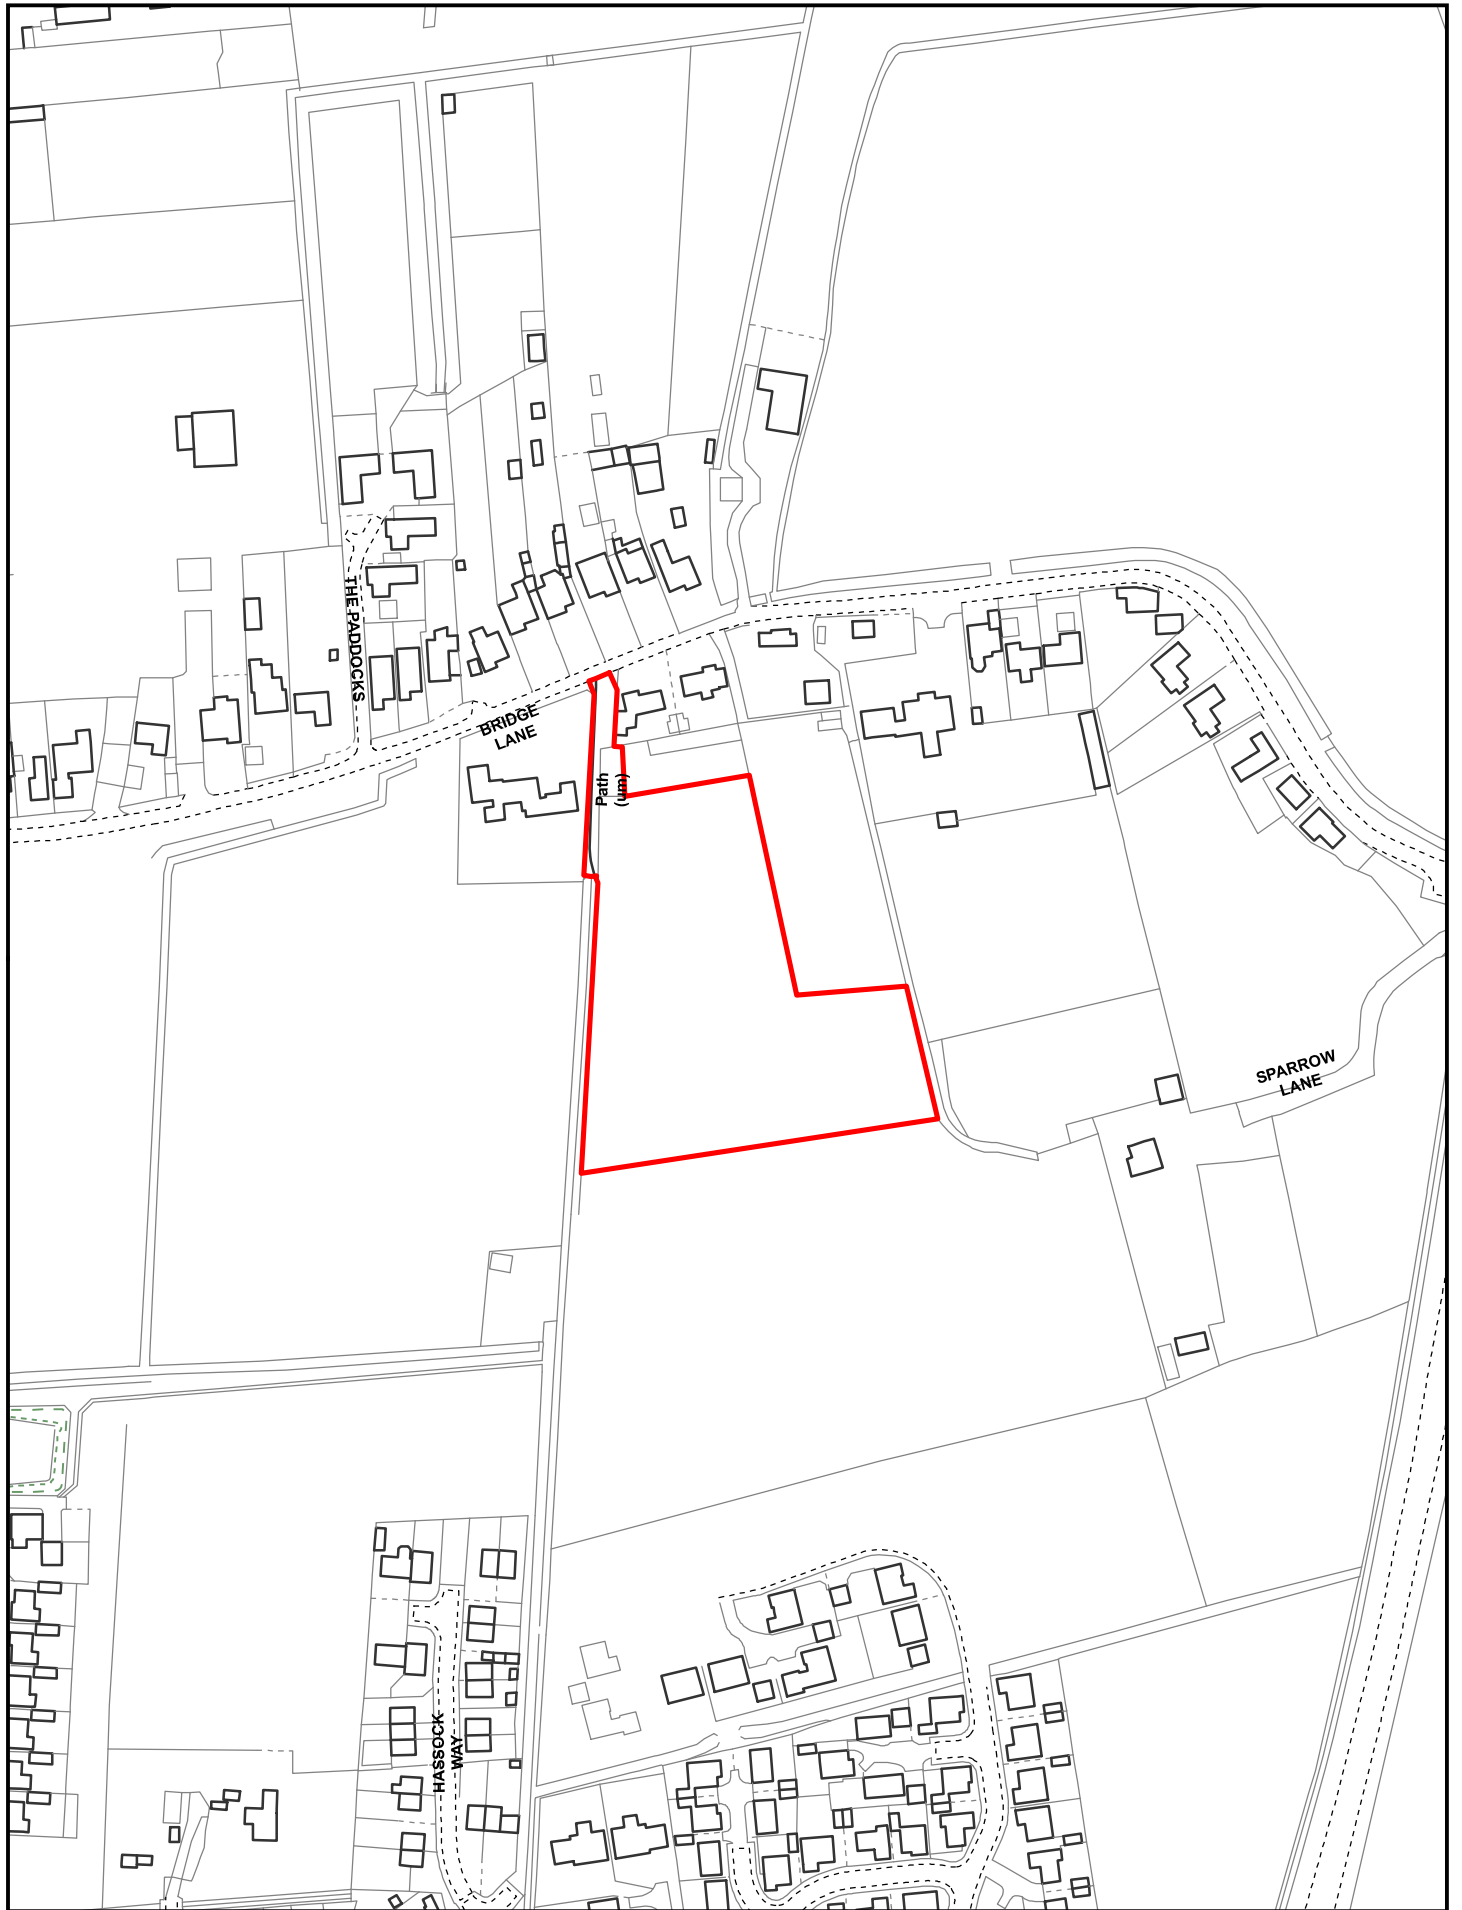 THE PADDOCKS
BRIDGE
LANE
Path
(um)
SPARROW
LANE
HASSOCK
WAY